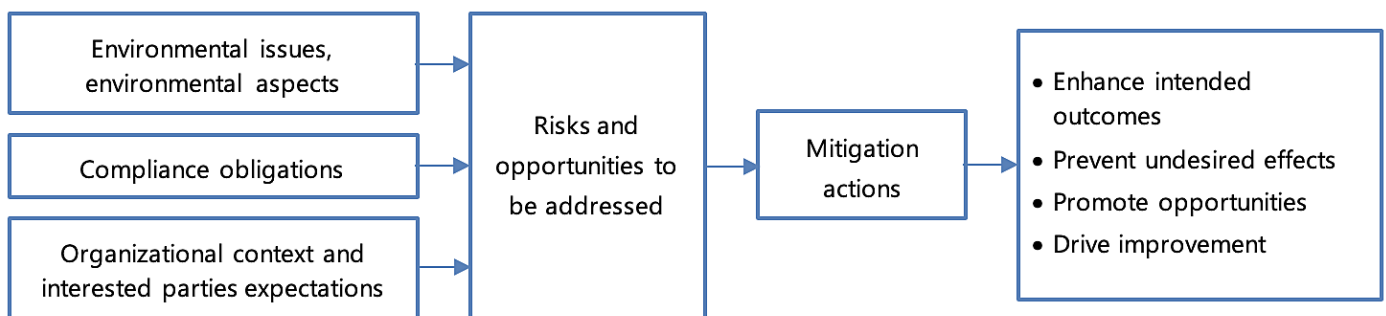 Environmental issues,
environmental aspects
Compliance obligations
Organizational context and
interested parties expectations
Risks and
opportunities to
be addressed
Mitigation
actions
• Enhance intended
outcomes
• Prevent undesired effects
• Promote opportunities
• Drive improvement